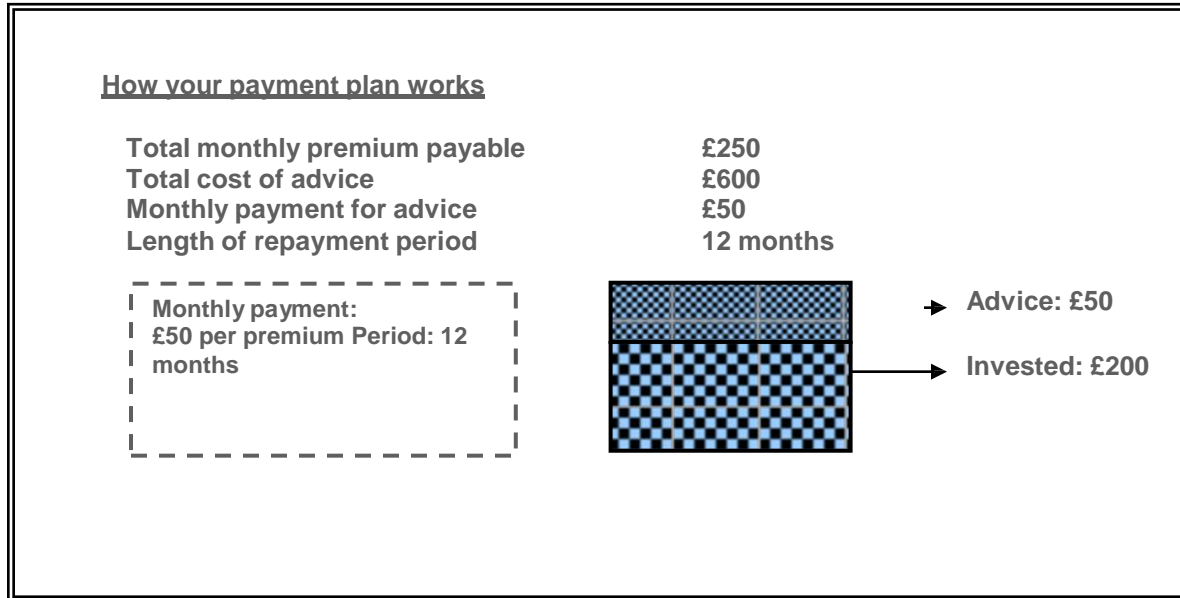 How your payment plan works
Total monthly premium payable £250
Total cost of advice £600
Monthly payment for advice £50
Length of repayment period 12 months
Monthly payment:
£50 per premium Period: 12
months
Advice: £50
Invested: £200